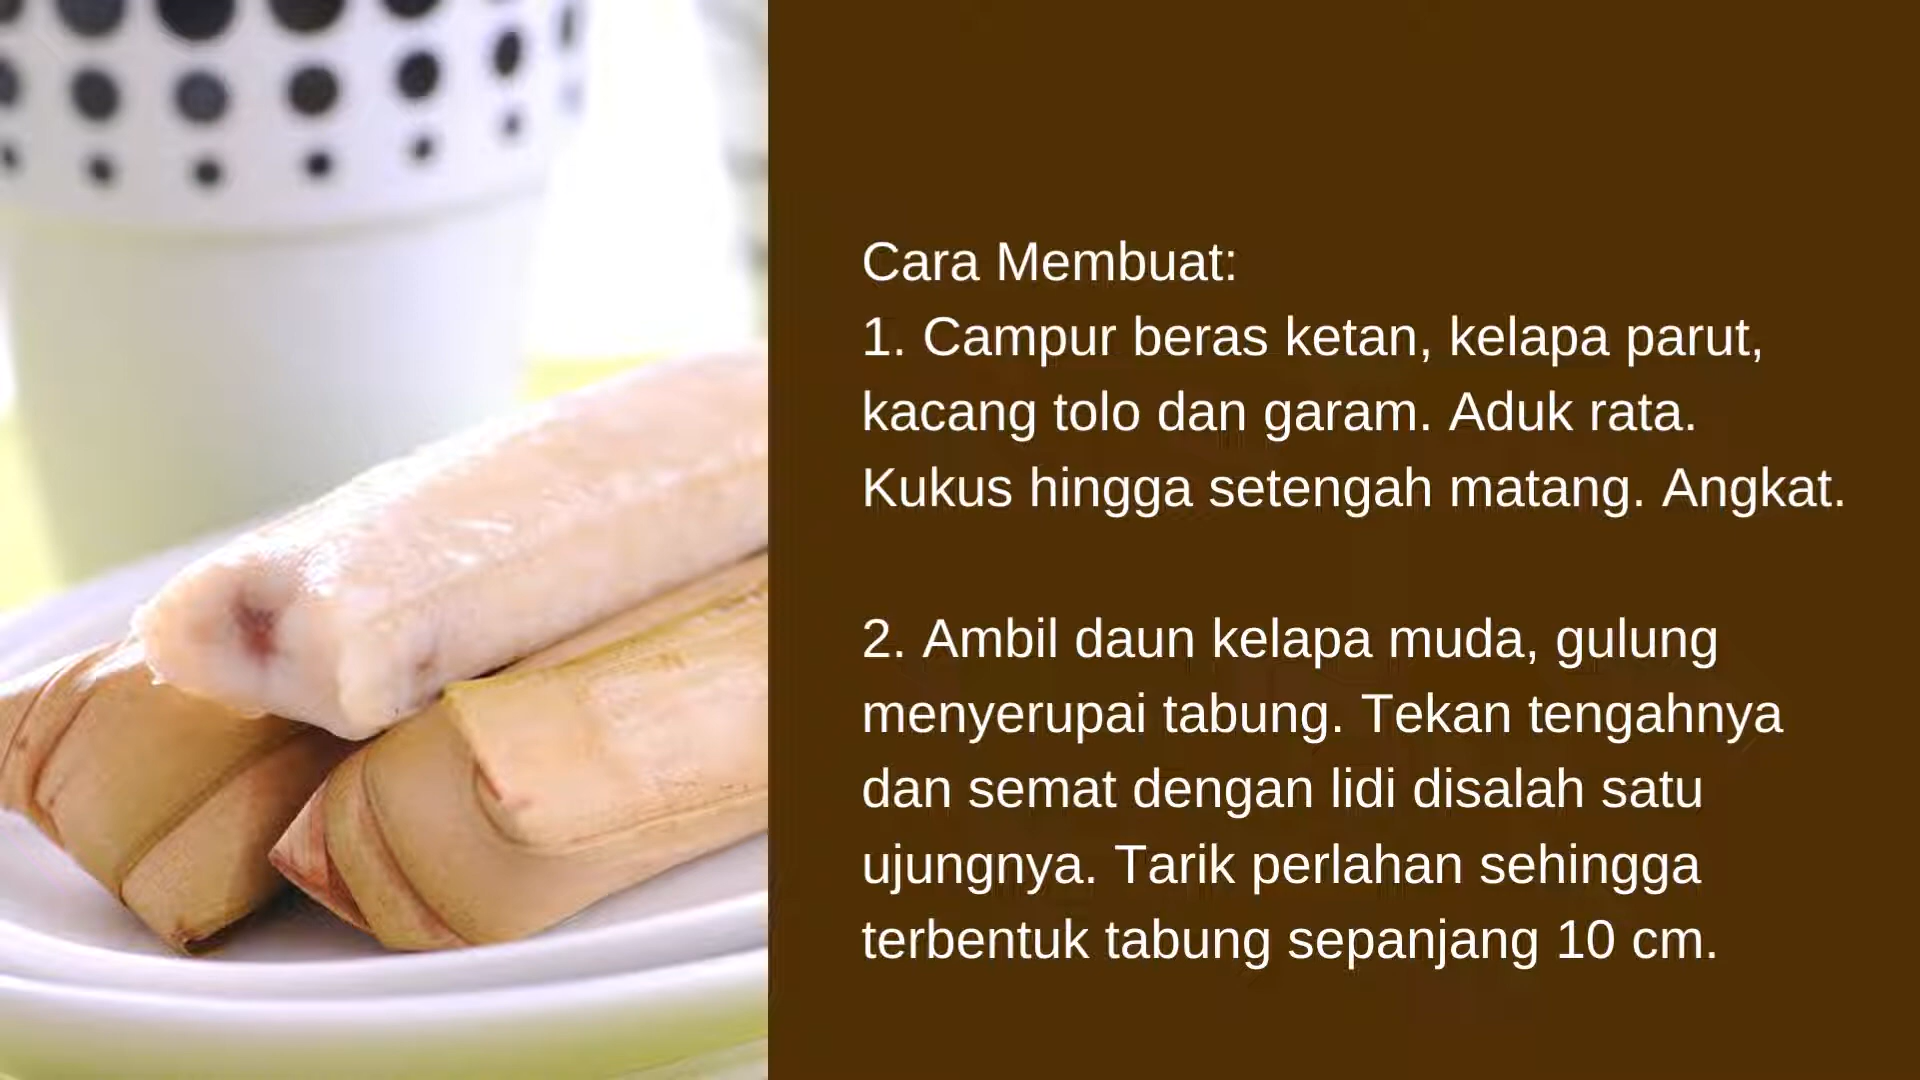 Cara Membuat:
1. Campur beras ketan, kelapa parut,
kacang tolo dan garam. Aduk rata.
Kukus hingga setengah matang. Angkat.
2. Ambil daun kelapa muda, gulung
menyerupai tabung. Tekan tengahnya
dan semat dengan lidi disalah satu
ujungnya. Tarik perlahan sehingga
terbentuk tabung sepanjang 10 cm.